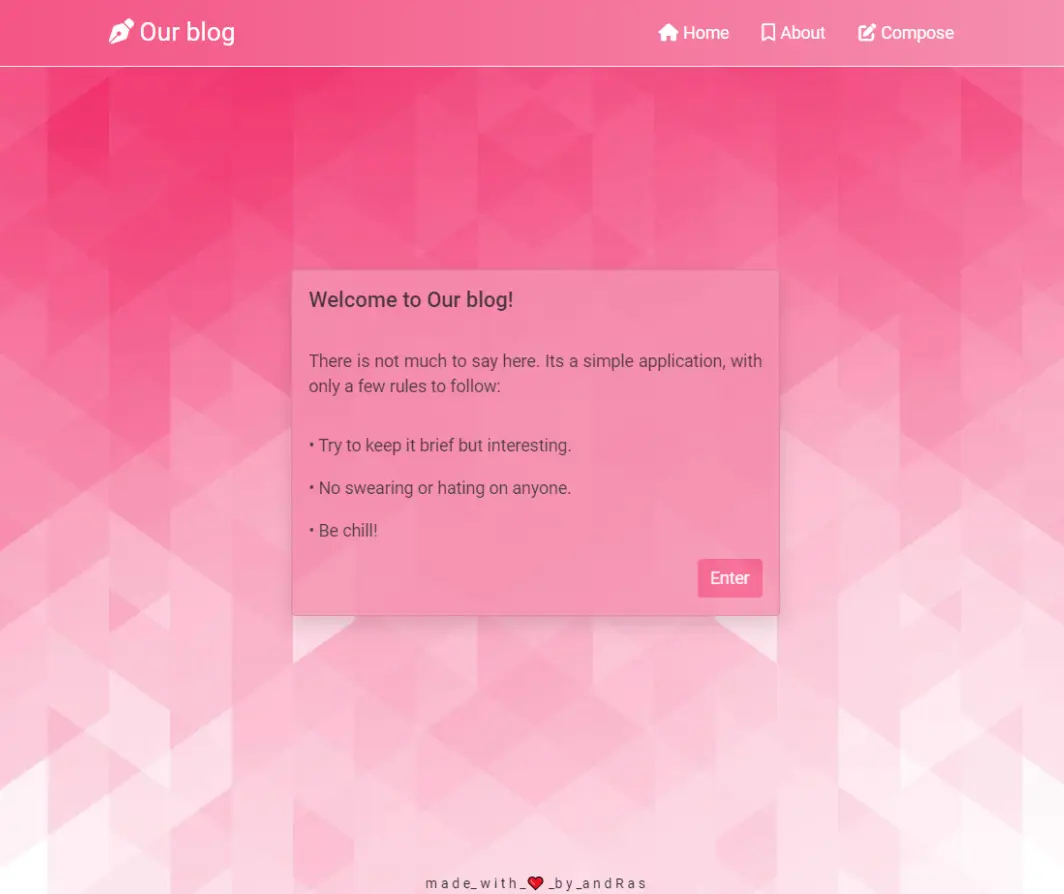 Our blog
Home About Compose
Welcome to Our blog!
There is not much to say here. Its a simple application, with
only a few rules to follow:
• Try to keep it brief but interesting.
• No swearing or hating on anyone.
• Be chill!
Enter
made_with_❤_by_andRas